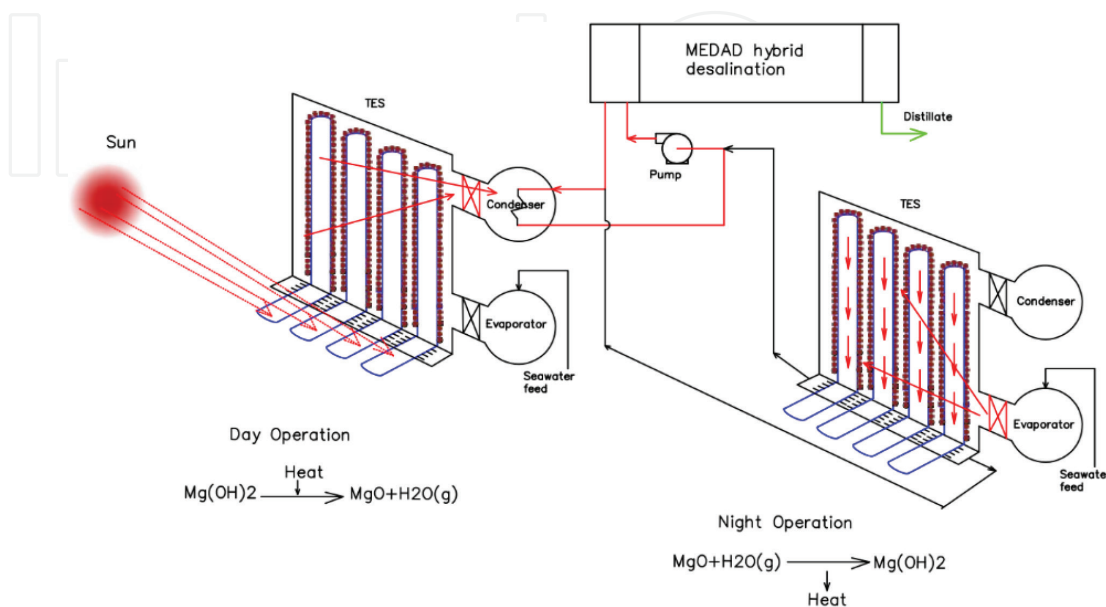 MEDAD hybrid
desalination
Distillate
Pump
TES
Sun
Condenser
Evaporator
Seawater
feed
Day Operation
Heat
Mg(OH)2 MgO+H2O(g)
TES
Condenser
Evaporator
Seawate
feed
Night Operation
MgO+H2O(g) Mg(OH)2
Heat